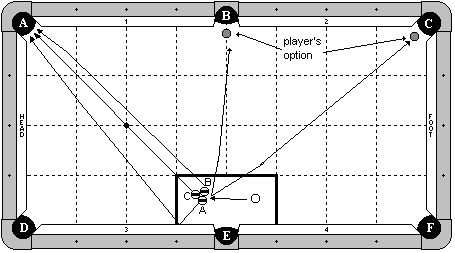 A B C
1 2
player's
option
HEAD
FOOT
B
C
A
3 4
D E F